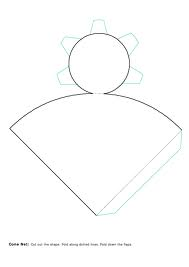 Cone Net: Cut out the shape. Fold along dotted lines. Fold down the flaps.